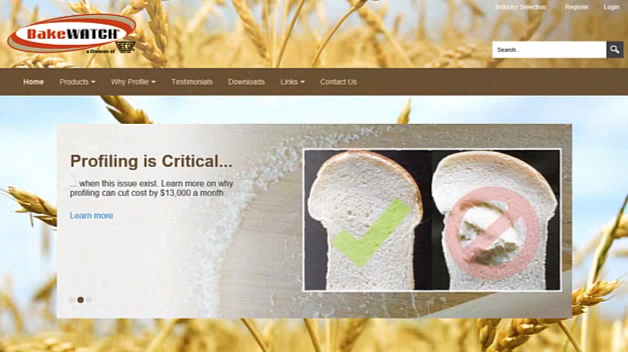 Industry Selection Register Login
BakeWATCH
a Division of ECD
Search...
Home Products Why Profile Testimonials Downloads Links Contact Us
Profiling is Critical...
... when this issue exist. Learn more on why
profiling can cut cost by $13,000 a month
Learn more